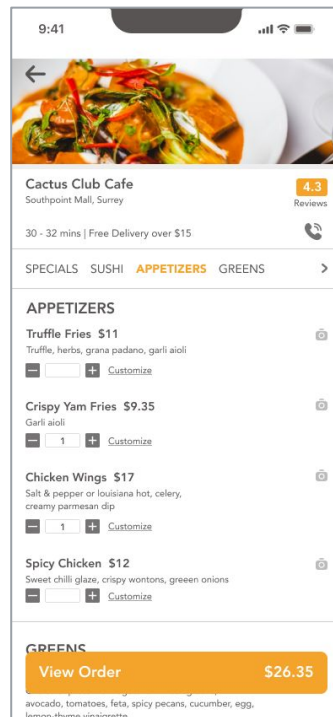 9:41
Cactus Club Cafe
4.3
Southpoint Mall, Surrey
Reviews
30 - 32 mins | Free Delivery over $15
SPECIALS SUSHI APPETIZERS GREENS >
APPETIZERS
Truffle Fries $11
Truffle, herbs, grana padano, garli aioli
Customize
Crispy Yam Fries $9.35
Garli aioli
1 Customize
Chicken Wings $17
Salt & pepper or louisiana hot, celery,
creamy parmesan dip
1 Customize
Spicy Chicken $12
Sweet chilli glaze, crispy wontons, greeen onions
Customize
GREENS
View Order $26.35
avocado, tomatoes, feta, spicy pecans, cucumber, egg,
lemon-thyme vinaigrette